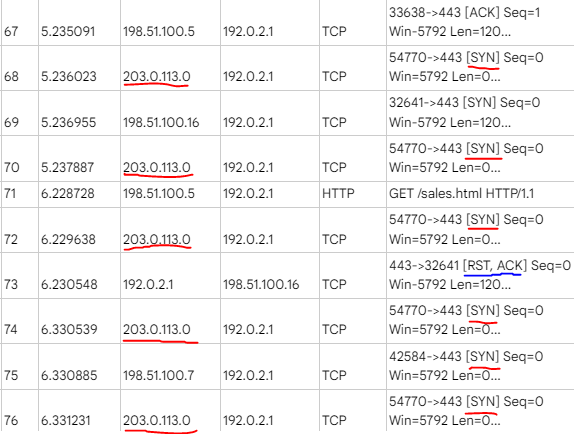 33638->443 [ACK] Seq=1
67 5.235091 198.51.100.5 192.0.2.1 TCP Win-5792 Len=120...
54770->443 [SYN] Seq=0
68 5.236023 203.0.113.0 192.0.2.1 TCP Win=5792 Len=0...
32641->443 [SYN] Seq=0
69 5.236955 198.51.100.16 192.0.2.1 TCP Win-5792 Len=120...
54770->443 [SYN] Seq=0
70 5.237887 203.0.113.0 192.0.2.1 TCP Win=5792 Len=0...
71 6.228728 198.51.100.5 192.0.2.1 HTTP GET /sales.html HTTP/1.1
54770->443 [SYN] Seq=0
72 6.229638 203.0.113.0 192.0.2.1 TCP Win=5792 Len=0...
443->32641 [RST, ACK] Seq=0
73 6.230548 192.0.2.1 198.51.100.16 TCP Win-5792 Len=120...
54770->443 [SYN] Seq=0
74 6.330539 203.0.113.0 192.0.2.1 TCP Win=5792 Len=0...
42584->443 [SYN] Seq=0
75 6.330885 198.51.100.7 192.0.2.1 TCP Win=5792 Len=0...
54770->443 [SYN] Seq=0
76 6.331231 203.0.113.0 192.0.2.1 TCP Win=5792 Len=0...